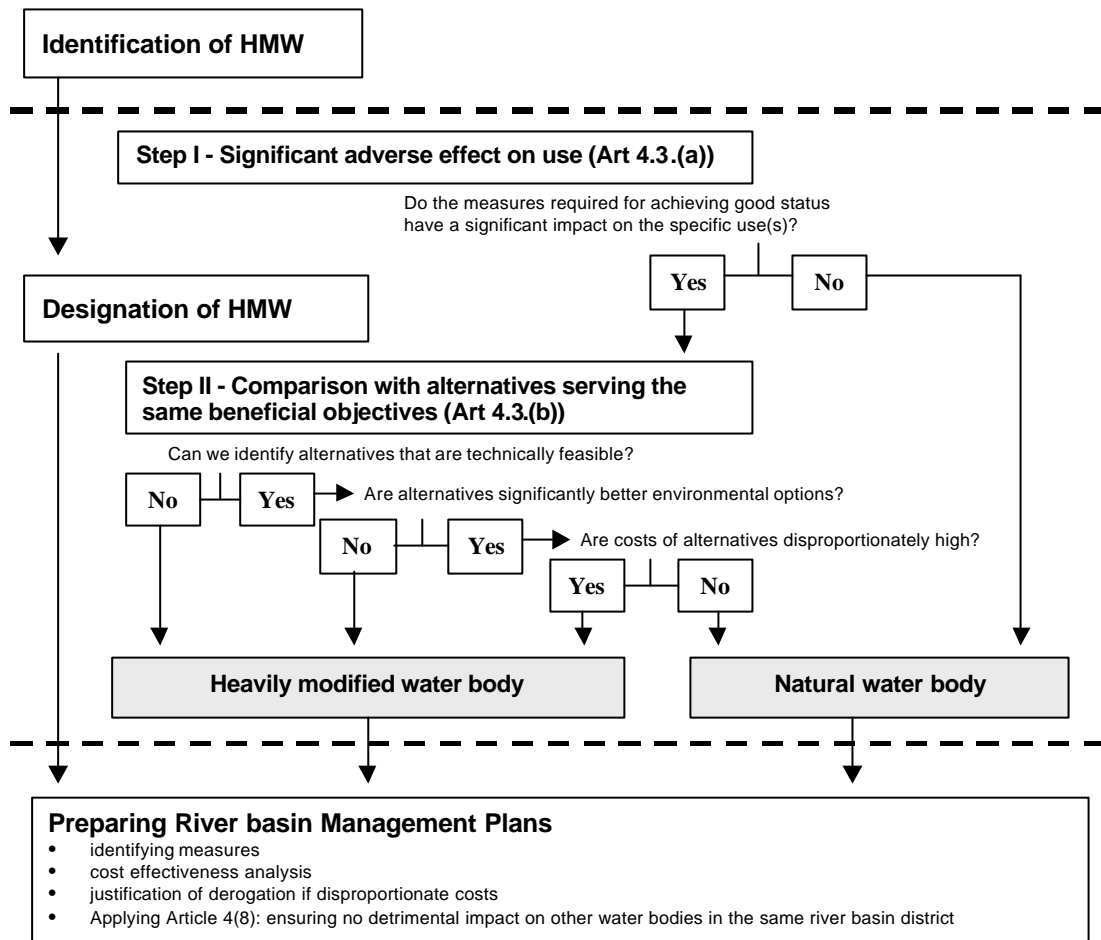 Identification of HMW
Step I - Significant adverse effect on use (Art 4.3.(a))
Do the measures required for achieving good status
have a significant impact on the specific use(s)?
Yes
No
Designation of HMW
Step II - Comparison with alternatives serving the
same beneficial objectives (Art 4.3.(b))
Can we identify alternatives that are technically feasible?
No
Yes
Are alternatives significantly better environmental options?
No
Yes
Are costs of alternatives disproportionately high?
Yes
No
Heavily modified water body
Natural water body
Preparing River basin Management Plans
• identifying measures
• cost effectiveness analysis
• justification of derogation if disproportionate costs
• Applying Article 4(8): ensuring no detrimental impact on other water bodies in the same river basin district